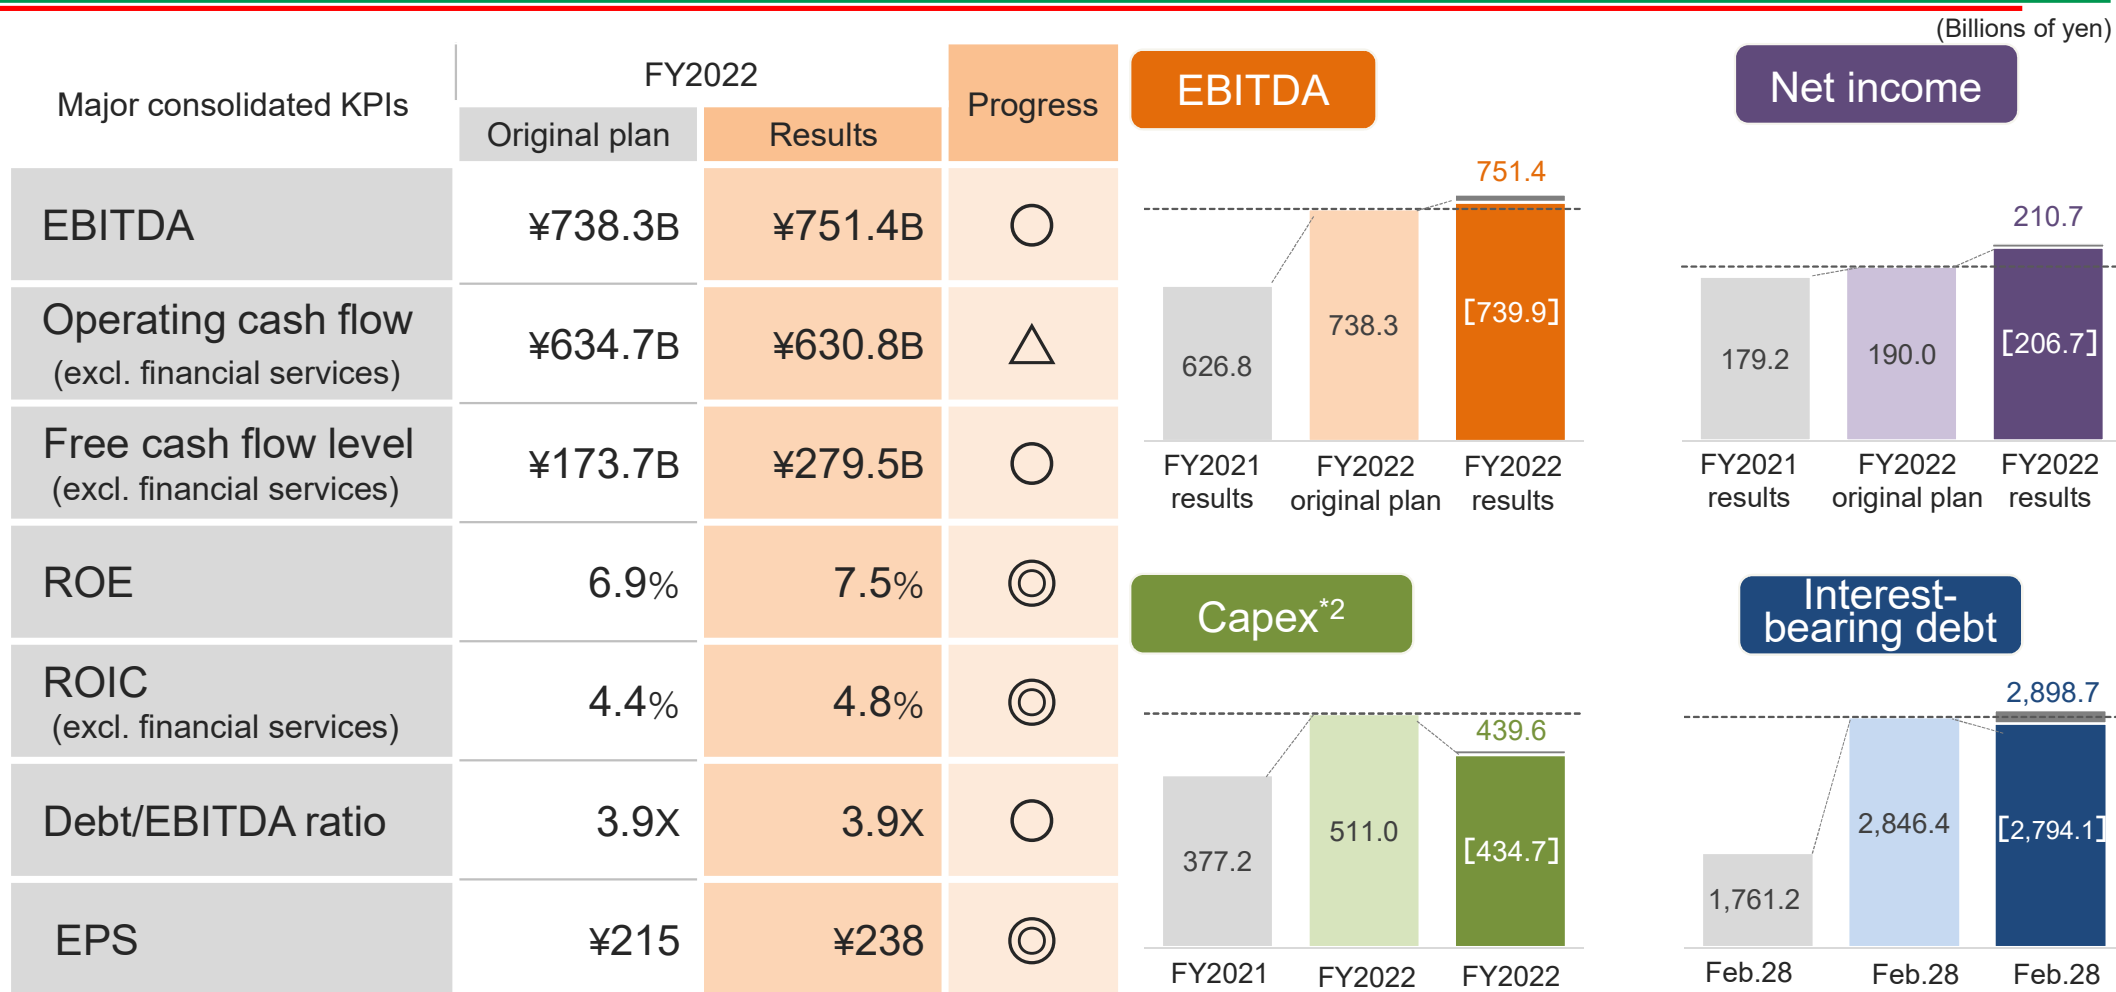 (Billions of yen)
Major consolidated KPIs
FY2022
Progress
Original plan
Results
EBITDA
¥738.3B
¥751.4B
○
Operating cash flow
(excl. financial services)
¥634.7B
¥630.8B
△
Free cash flow level
(excl. financial services)
¥173.7B
¥279.5B
○
ROE
6.9%
7.5%
◎
ROIC
(excl. financial services)
4.4%
4.8%
◎
Debt/EBITDA ratio
3.9X
3.9X
○
EPS
¥215
¥238
◎
EBITDA
751.4
626.8
738.3
[739.9]
FY2021
results
FY2022
original plan
FY2022
results
Net income
210.7
179.2
190.0
[206.7]
FY2021
results
FY2022
original plan
FY2022
results
Capex*2
439.6
377.2
511.0
[434.7]
FY2021
FY2022
FY2022
Interest-
bearing debt
2,898.7
1,761.2
2,846.4
[2,794.1]
Feb.28
Feb.28
Feb.28